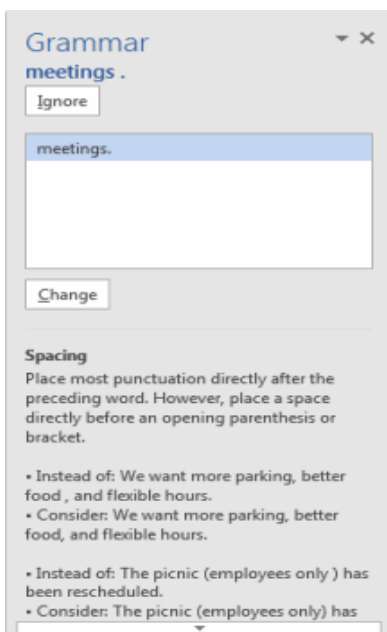 Grammar
meetings .
Ignore
meetings.
Change
Spacing
Place most punctuation directly after the
preceding word. However, place a space
directly before an opening parenthesis or
bracket.
• Instead of: We want more parking, better
food , and flexible hours.
• Consider: We want more parking, better
food, and flexible hours.
• Instead of: The picnic (employees only ) has
been rescheduled.
• Consider: The picnic (employees only) has